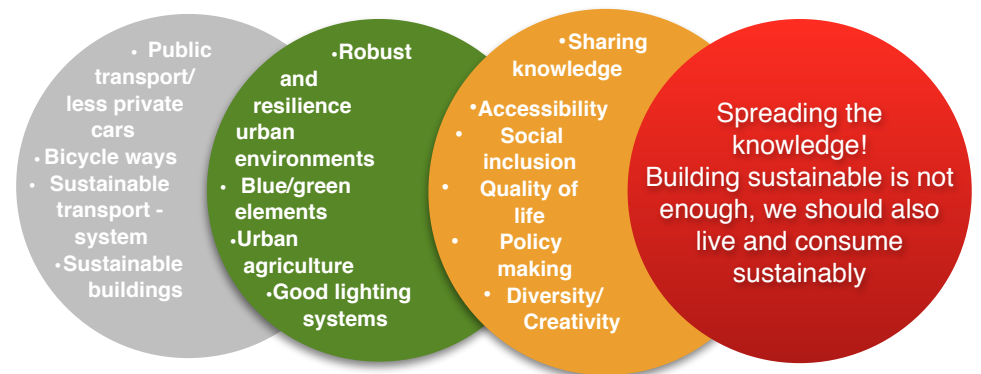 • Public
transport/
less private
cars
• Bicycle ways
• Sustainable
transport -
system
•Sustainable
buildings
•Robust
and
resilience
urban
environments
• Blue/green
elements
•Urban
agriculture
•Good lighting
systems
•Sharing
knowledge
•Accessibility
• Social
inclusion
• Quality of
life
• Policy
making
• Diversity/
Creativity
Spreading the
knowledge!
Building sustainable is not
enough, we should also
live and consume
sustainably